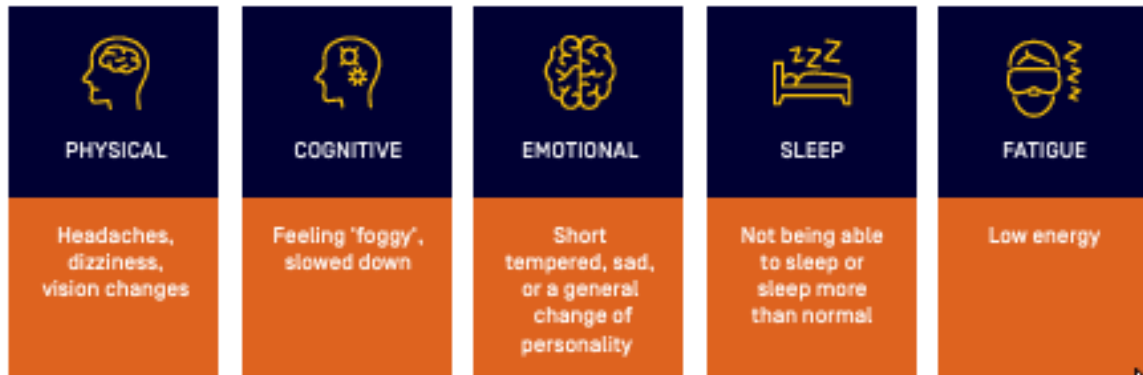 PHYSICAL
Headaches,
dizziness,
vision changes
COGNITIVE
Feeling 'foggy',
slowed down
EMOTIONAL
Short
tempered, sad,
or a general
change of
personality
SLEEP
zzZ
Not being able
to sleep or
sleep more
than normal
FATIGUE
Low energy